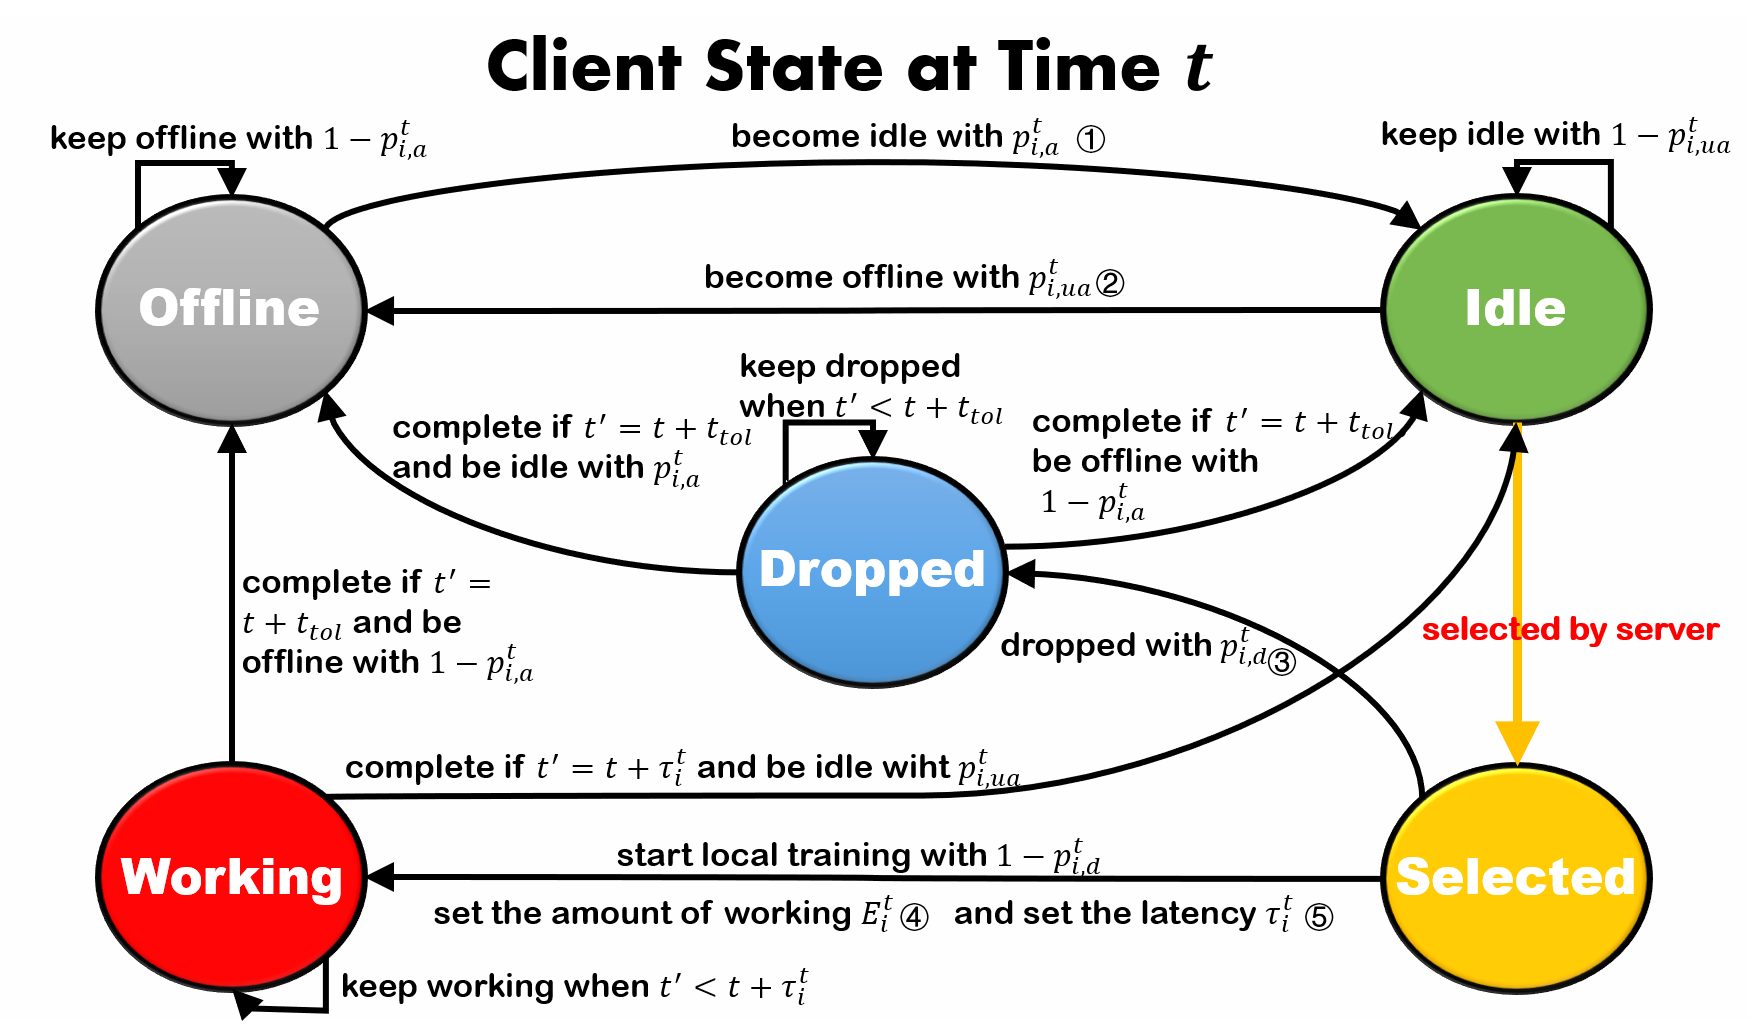 Client State at Time t
keep offline with 1 − p_{i,a}^t
become idle with p_{i,a}^t ①
keep idle with 1 − p_{i,ua}^t
Offline
become offline with p_{i,ua}^t ②
Idle
keep dropped
when t′ < t + t_{tol}
complete if t′ = t + t_{tol}
and be idle with p_{i,a}^t
complete if t′ = t + t_{tol},
be offline with
1 − p_{i,a}^t
Dropped
complete if t′ =
t + t_{tol} and be
offline with 1 − p_{i,a}^t
dropped with p_{i,d}^t ③
selected by server
complete if t′ = t + τ_i^t and be idle wiht p_{i,ua}^t
Working
start local training with 1 − p_{i,d}^t
Selected
set the amount of working E_i^t ④ and set the latency τ_i^t ⑤
keep working when t′ < t + τ_i^t